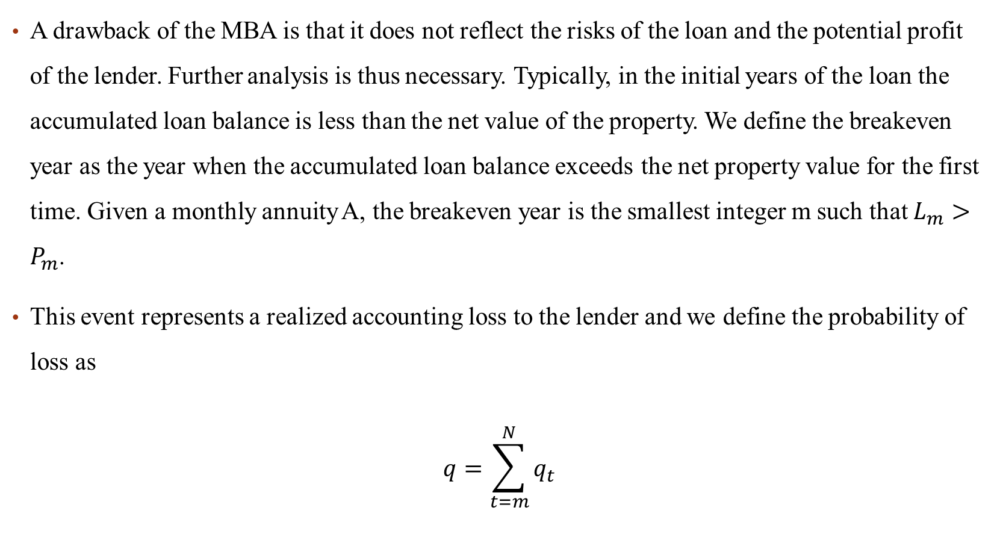 • A drawback of the MBA is that it does not reflect the risks of the loan and the potential profit
of the lender. Further analysis is thus necessary. Typically, in the initial years of the loan the
accumulated loan balance is less than the net value of the property. We define the breakeven
year as the year when the accumulated loan balance exceeds the net property value for the first
time. Given a monthly annuity A, the breakeven year is the smallest integer m such that 𝐿𝑚 >
𝑃𝑚.
• This event represents a realized accounting loss to the lender and we define the probability of
loss as
𝑞 = ∑_{𝑡=𝑚}^{𝑁} 𝑞𝑡